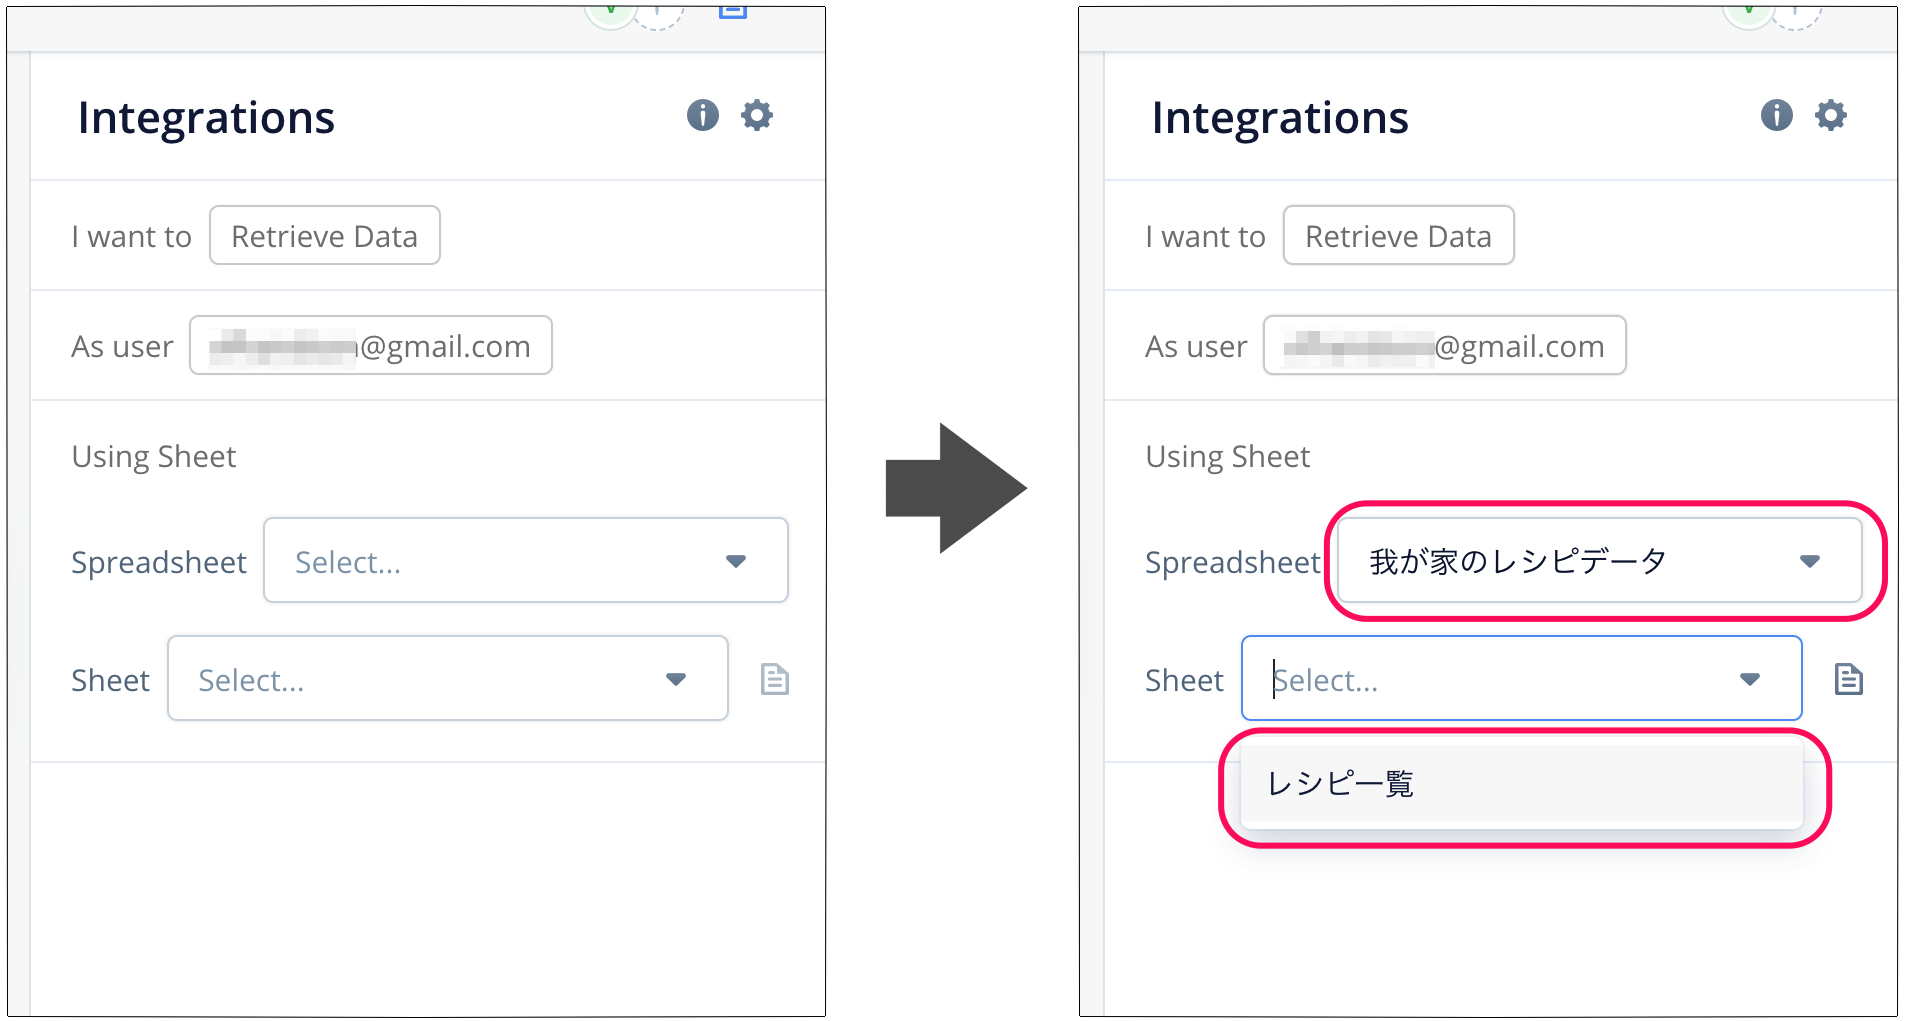 Integrations
I want to Retrieve Data
As user @gmail.com
Using Sheet
Spreadsheet Select...
Sheet Select...
Integrations
I want to Retrieve Data
As user @gmail.com
Using Sheet
Spreadsheet 我が家のレシピデータ
Sheet Select...
レシピ一覧